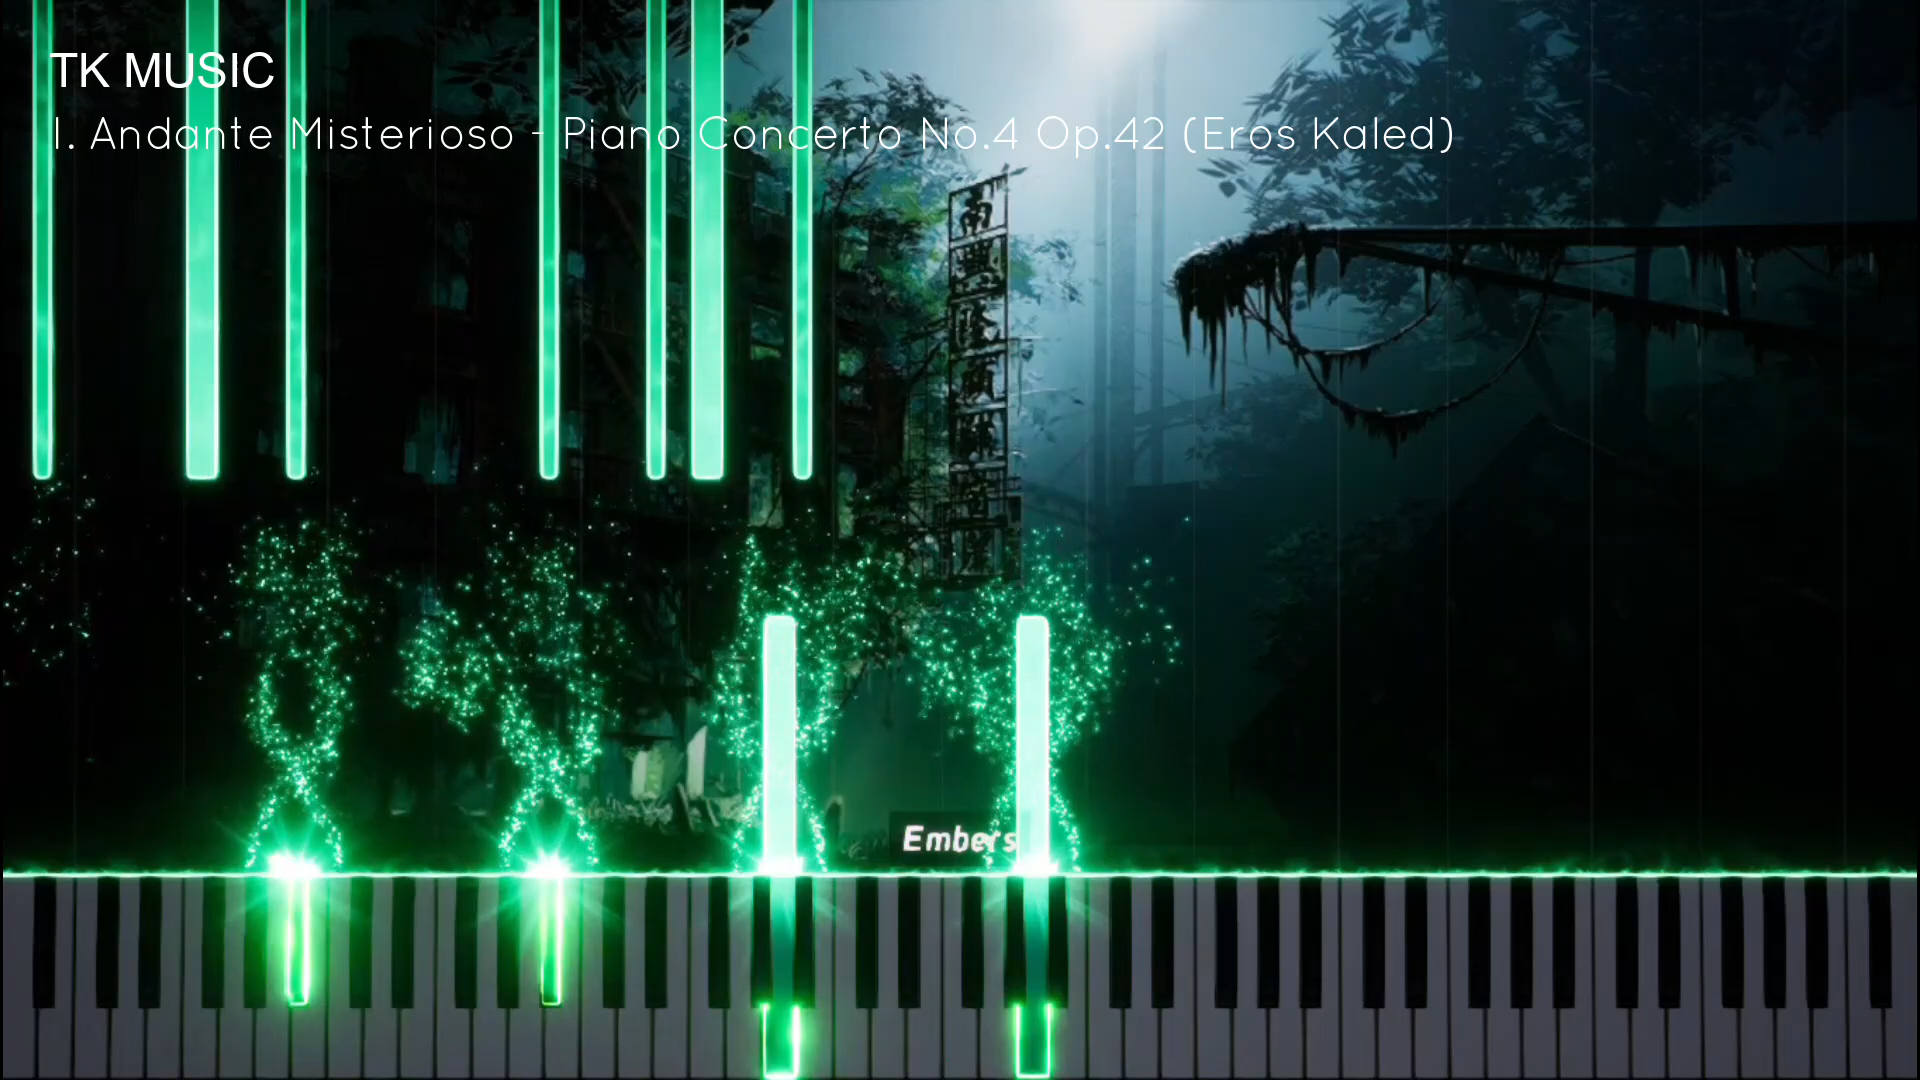 TK MUSIC
I. Andante Misterioso - Piano Concerto No.4 Op.42 (Eros Kaled)
Embers